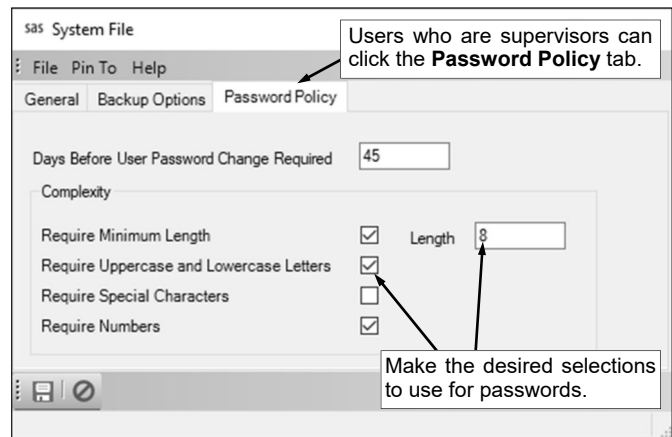 sas System File
Users who are supervisors can
click the Password Policy tab.
File Pin To Help
General Backup Options Password Policy
Days Before User Password Change Required 45
Complexity
Require Minimum Length Length 8
Require Uppercase and Lowercase Letters
Require Special Characters
Require Numbers
Make the desired selections
to use for passwords.